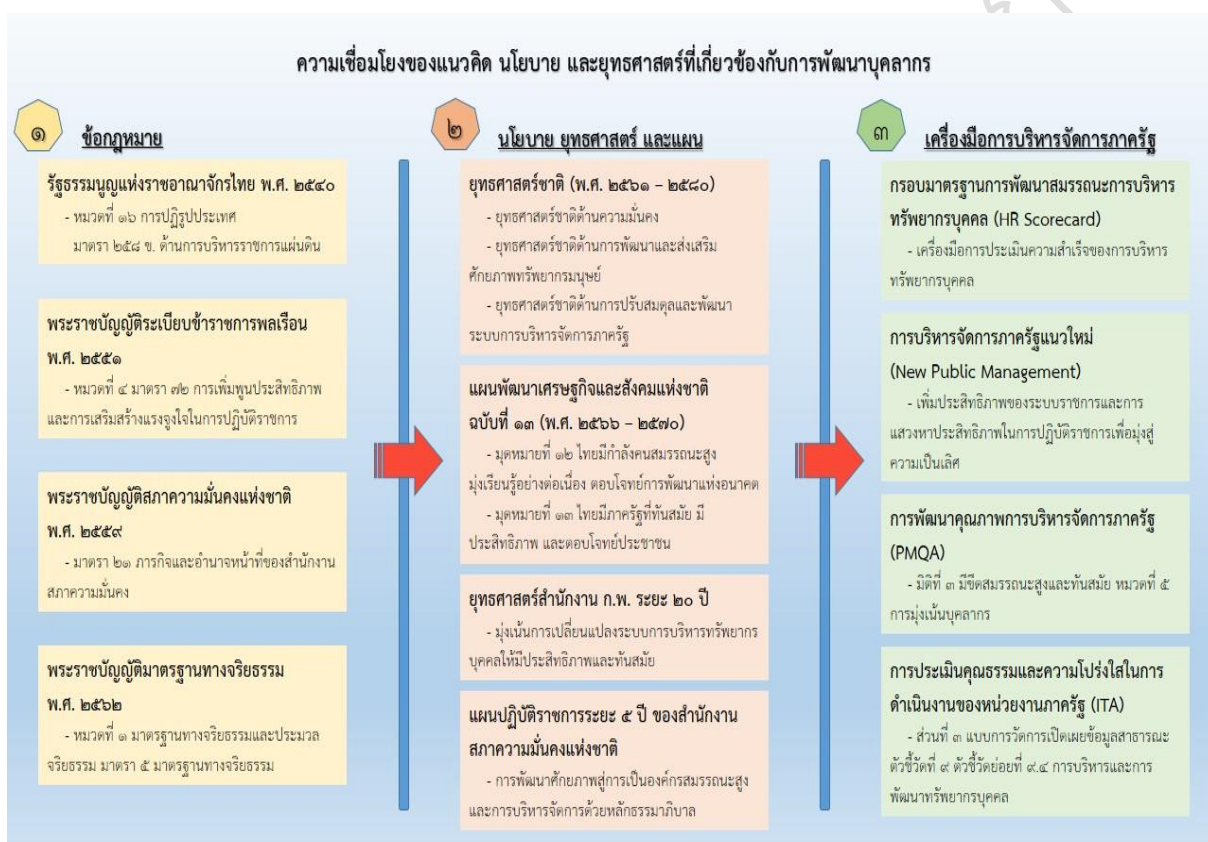 ความเชื่อมโยงของแนวคิด นโยบาย และยุทธศาสตร์ที่เกี่ยวข้องกับการพัฒนาบุคลากร
๑ ข้อกฎหมาย
รัฐธรรมนูญแห่งราชอาณาจักรไทย พ.ศ. ๒๕๔๐
- หมวดที่ ๑๖ การปฏิรูปประเทศ
มาตรา ๒๕๘ ข. ด้านการบริหารราชการแผ่นดิน
พระราชบัญญัติระเบียบข้าราชการพลเรือน
พ.ศ. ๒๕๕๑
- หมวดที่ ๔ มาตรา ๗๒ การเพิ่มพูนประสิทธิภาพ
และการเสริมสร้างแรงจูงใจในการปฏิบัติราชการ
พระราชบัญญัติสภาความมั่นคงแห่งชาติ
พ.ศ. ๒๕๕๙
- มาตรา ๒๑ ภารกิจและอำนาจหน้าที่ของสำนักงาน
สภาความมั่นคง
พระราชบัญญัติมาตรฐานทางจริยธรรม
พ.ศ. ๒๕๖๒
- หมวดที่ ๑ มาตรฐานทางจริยธรรมและประมวล
จริยธรรม มาตรา ๕ มาตรฐานทางจริยธรรม
๒ นโยบาย ยุทธศาสตร์ และแผน
ยุทธศาสตร์ชาติ (พ.ศ. ๒๕๖๑ – ๒๕๘๐)
- ยุทธศาสตร์ชาติด้านความมั่นคง
- ยุทธศาสตร์ชาติด้านการพัฒนาและส่งเสริม
ศักยภาพทรัพยากรมนุษย์
- ยุทธศาสตร์ชาติด้านการปรับสมดุลและพัฒนา
ระบบการบริหารจัดการภาครัฐ
แผนพัฒนาเศรษฐกิจและสังคมแห่งชาติ
ฉบับที่ ๑๓ (พ.ศ. ๒๕๖๖ – ๒๕๗๐)
- มุดหมายที่ ๑๒ ไทยมีกำลังคนสมรรถนะสูง
มุ่งเรียนรู้อย่างต่อเนื่อง ตอบโจทย์การพัฒนาแห่งอนาคต
- มุดหมายที่ ๑๓ ไทยมีภาครัฐที่ทันสมัย มี
ประสิทธิภาพ และตอบโจทย์ประชาชน
ยุทธศาสตร์สำนักงาน ก.พ. ระยะ ๒๐ ปี
- มุ่งเน้นการเปลี่ยนแปลงระบบการบริหารทรัพยากร
บุคคลให้มีประสิทธิภาพและทันสมัย
แผนปฏิบัติราชการระยะ ๕ ปี ของสำนักงาน
สภาความมั่นคงแห่งชาติ
- การพัฒนาศักยภาพสู่การเป็นองค์กรสมรรถนะสูง
และการบริหารจัดการด้วยหลักธรรมาภิบาล
๓ เครื่องมือการบริหารจัดการภาครัฐ
กรอบมาตรฐานการพัฒนาสมรรถนะการบริหาร
ทรัพยากรบุคคล (HR Scorecard)
- เครื่องมือการประเมินความสำเร็จของการบริหาร
ทรัพยากรบุคคล
การบริหารจัดการภาครัฐแนวใหม่
(New Public Management)
- เพิ่มประสิทธิภาพของระบบราชการและการ
แสวงหาประสิทธิภาพในการปฏิบัติราชการเพื่อมุ่งสู่
ความเป็นเลิศ
การพัฒนาคุณภาพการบริหารจัดการภาครัฐ
(PMQA)
- มิติที่ ๓ มีขีดสมรรถนะสูงและทันสมัย หมวดที่ ๕
การมุ่งเน้นบุคลากร
การประเมินคุณธรรมและความโปร่งใสในการ
ดำเนินงานของหน่วยงานภาครัฐ (ITA)
- ส่วนที่ ๓ แบบการวัดการเปิดเผยข้อมูลสาธารณะ
ตัวชี้วัดที่ ๙ ตัวชี้วัดย่อยที่ ๙.๔ การบริหารและการ
พัฒนาทรัพยากรบุคคล